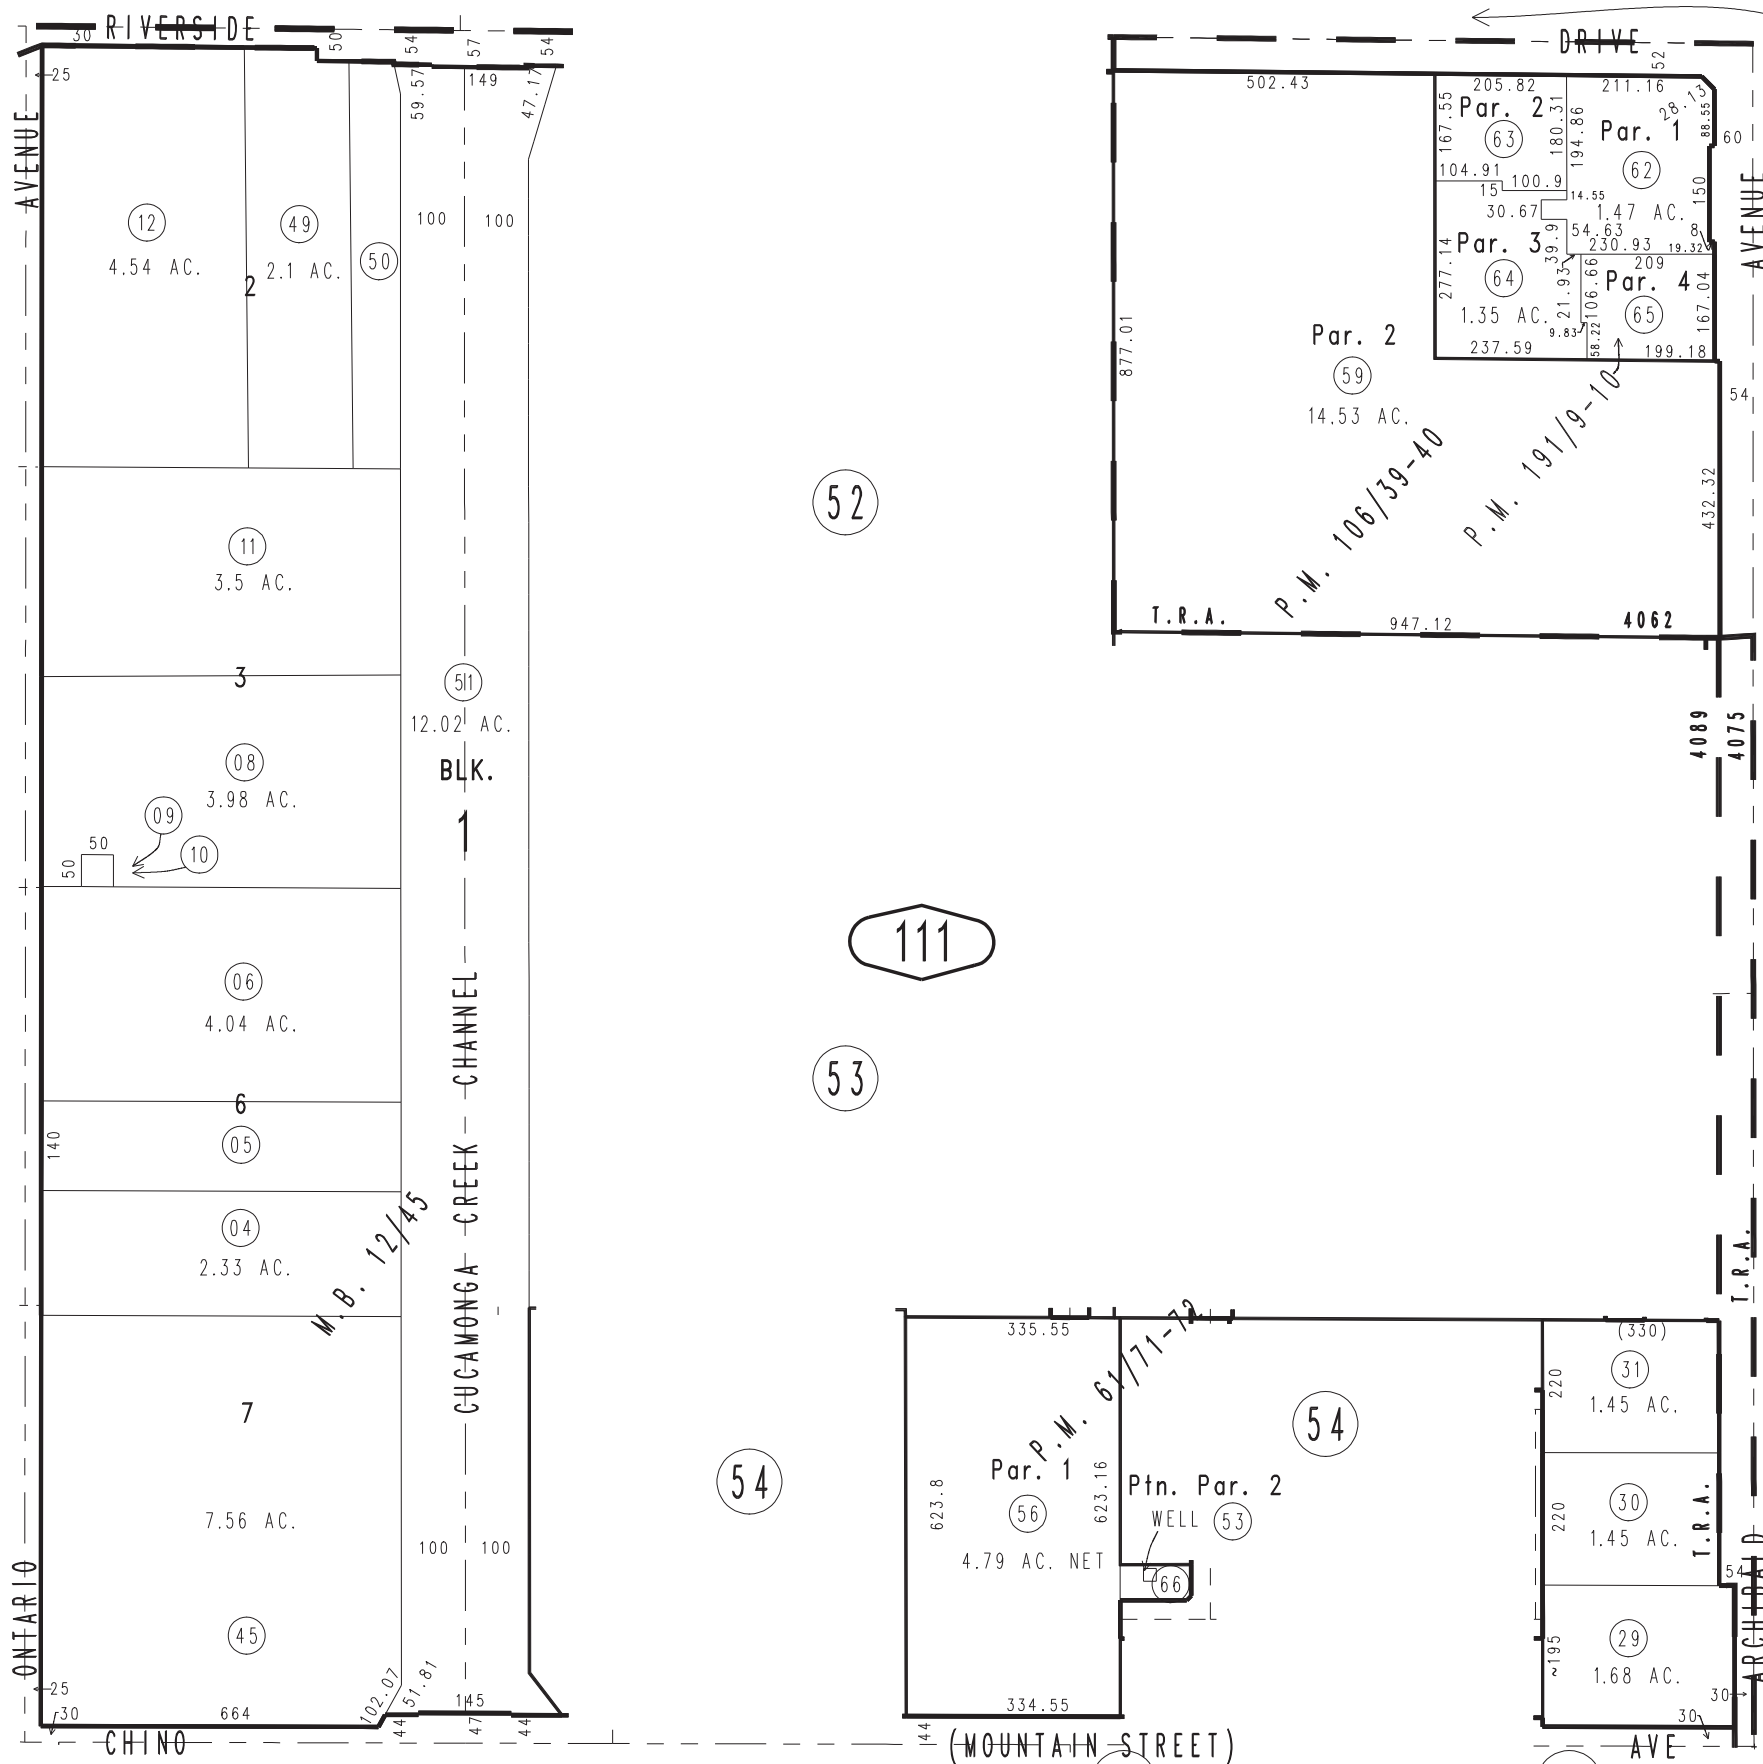 RIVERSIDE
DRIVE
30
50
54
57
54
25
59.57
149
47.17
AVENUE
100
100
12
4.54 AC.
49
2.1 AC.
50
2
11
3.5 AC.
3
51
12.02 AC.
BLK.
1
08
3.98 AC.
09
10
50
50
06
4.04 AC.
6
05
140
04
2.33 AC.
M.B. 12/45
CUCAMONGA CREEK CHANNEL
7
7.56 AC.
45
100
100
ONTARIO
25
30
664
102.07
51.81
145
44
47
44
CHINO
52
111
53
54
502.43
205.82
211.16
52
28.13
88.55
60
167.55
Par. 2
63
180.31
194.86
Par. 1
62
1.47 AC.
150
AVENUE
104.91
15
100.9
14.55
30.67
54.63
8
39.9
230.93
19.32
209
Par. 3
64
1.35 AC.
277.14
21.93
106.66
Par. 4
65
167.04
9.83
58.22
237.59
199.18
877.01
Par. 2
59
14.53 AC.
54
432.32
P.M. 106/39-40
P.M. 191/9-10
T.R.A.
947.12
4062
4089
4075
T.R.A.
335.55
P.M. 61/71-72
Par. 1
56
4.79 AC. NET
623.8
623.16
334.55
44
Ptn. Par. 2
WELL
53
66
54
(330)
31
1.45 AC.
220
30
1.45 AC.
220
T.R.A.
54
29
1.68 AC.
~195
30
30
ARCHIBALD
(MOUNTAIN STREET)
AVE